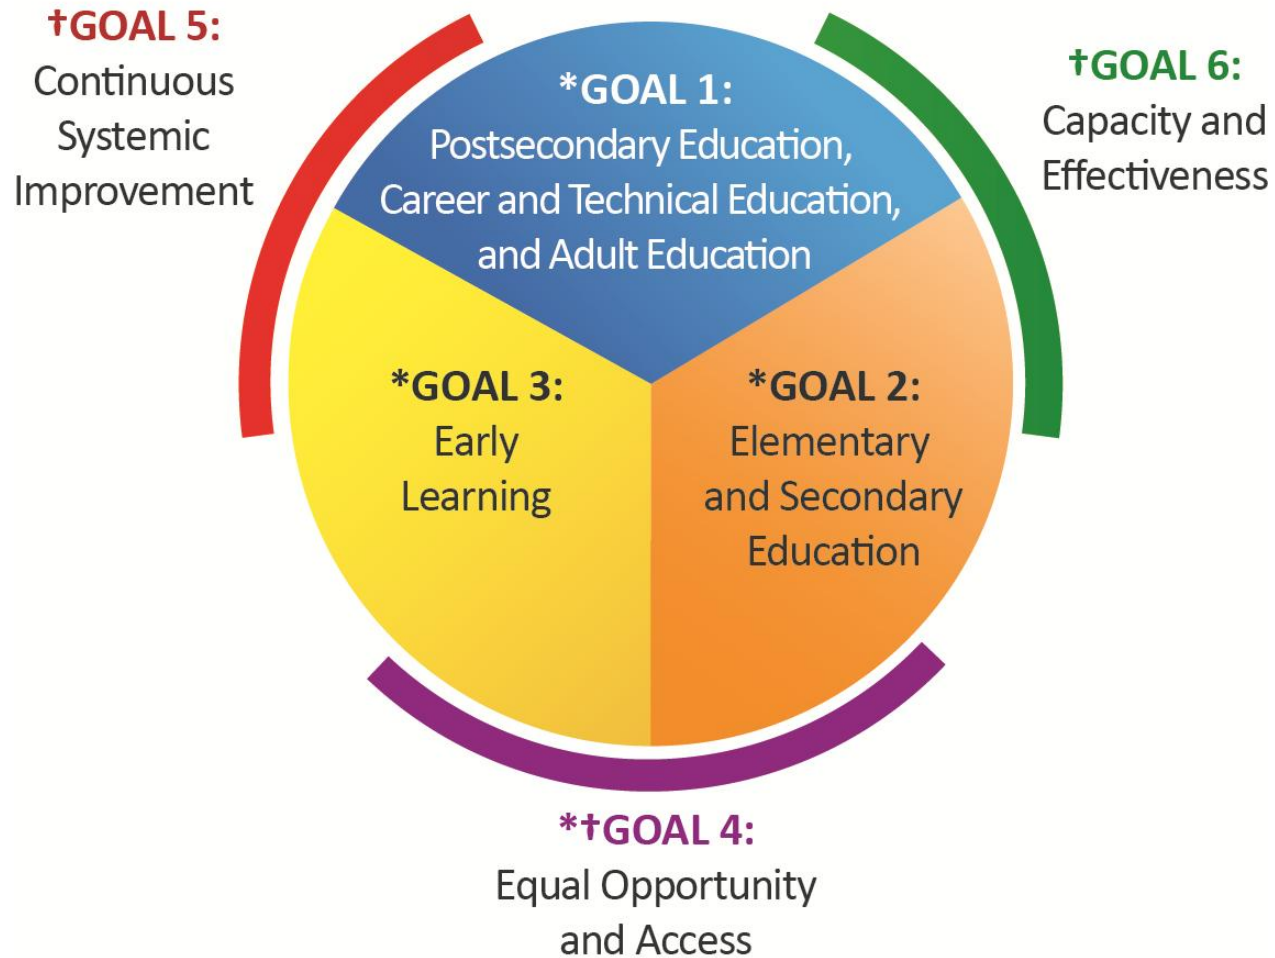 †GOAL 5:
Continuous
Systemic
Improvement
*GOAL 1:
Postsecondary Education,
Career and Technical Education,
and Adult Education
†GOAL 6:
Capacity and
Effectiveness
*GOAL 3:
Early
Learning
*GOAL 2:
Elementary
and Secondary
Education
*†GOAL 4:
Equal Opportunity
and Access